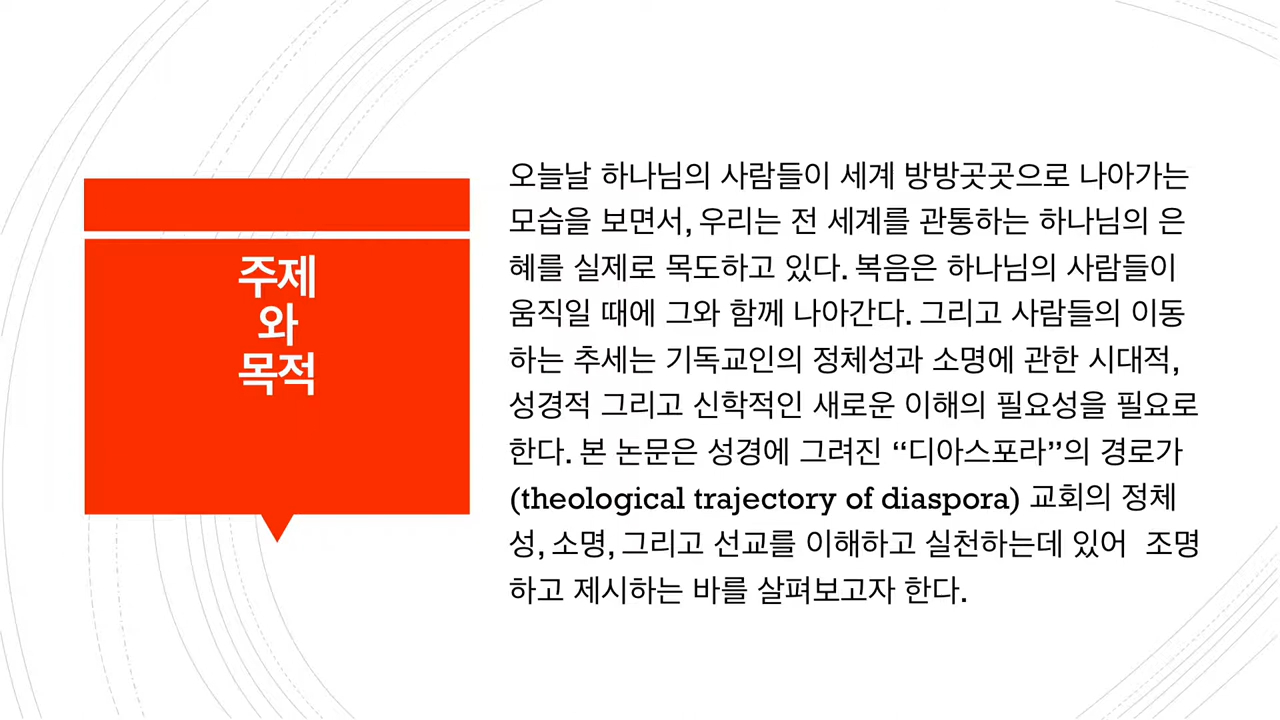 주제
와
목적
오늘날 하나님의 사람들이 세계 방방곳곳으로 나아가는
모습을 보면서, 우리는 전 세계를 관통하는 하나님의 은
혜를 실제로 목도하고 있다. 복음은 하나님의 사람들이
움직일 때에 그와 함께 나아간다. 그리고 사람들의 이동
하는 추세는 기독교인의 정체성과 소명에 관한 시대적,
성경적 그리고 신학적인 새로운 이해의 필요성을 필요로
한다. 본 논문은 성경에 그려진 “디아스포라”의 경로가
(theological trajectory of diaspora) 교회의 정체
성, 소명, 그리고 선교를 이해하고 실천하는데 있어 조명
하고 제시하는 바를 살펴보고자 한다.